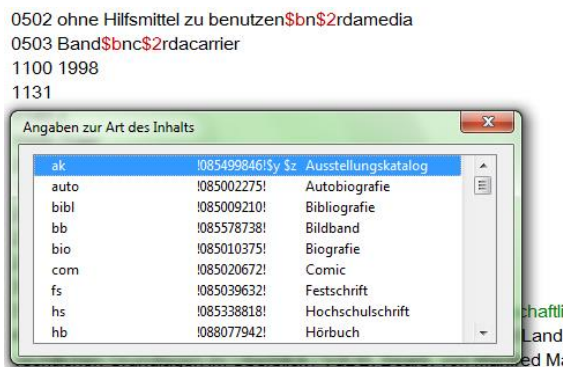 0502 ohne Hilfsmittel zu benutzen$bn$2rdamedia
0503 Band$bnc$2rdacarrier
1100 1998
1131
Angaben zur Art des Inhalts
ak !085499846!$y $z Ausstellungskatalog
auto !085002275! Autobiografie
bibl !085009210! Bibliografie
bb !085578738! Bildband
bio !085010375! Biografie
com !085020672! Comic
fs !085039632! Festschrift
hs !085338818! Hochschulschrift
hb !088077942! Hörbuch
chaftli
Land